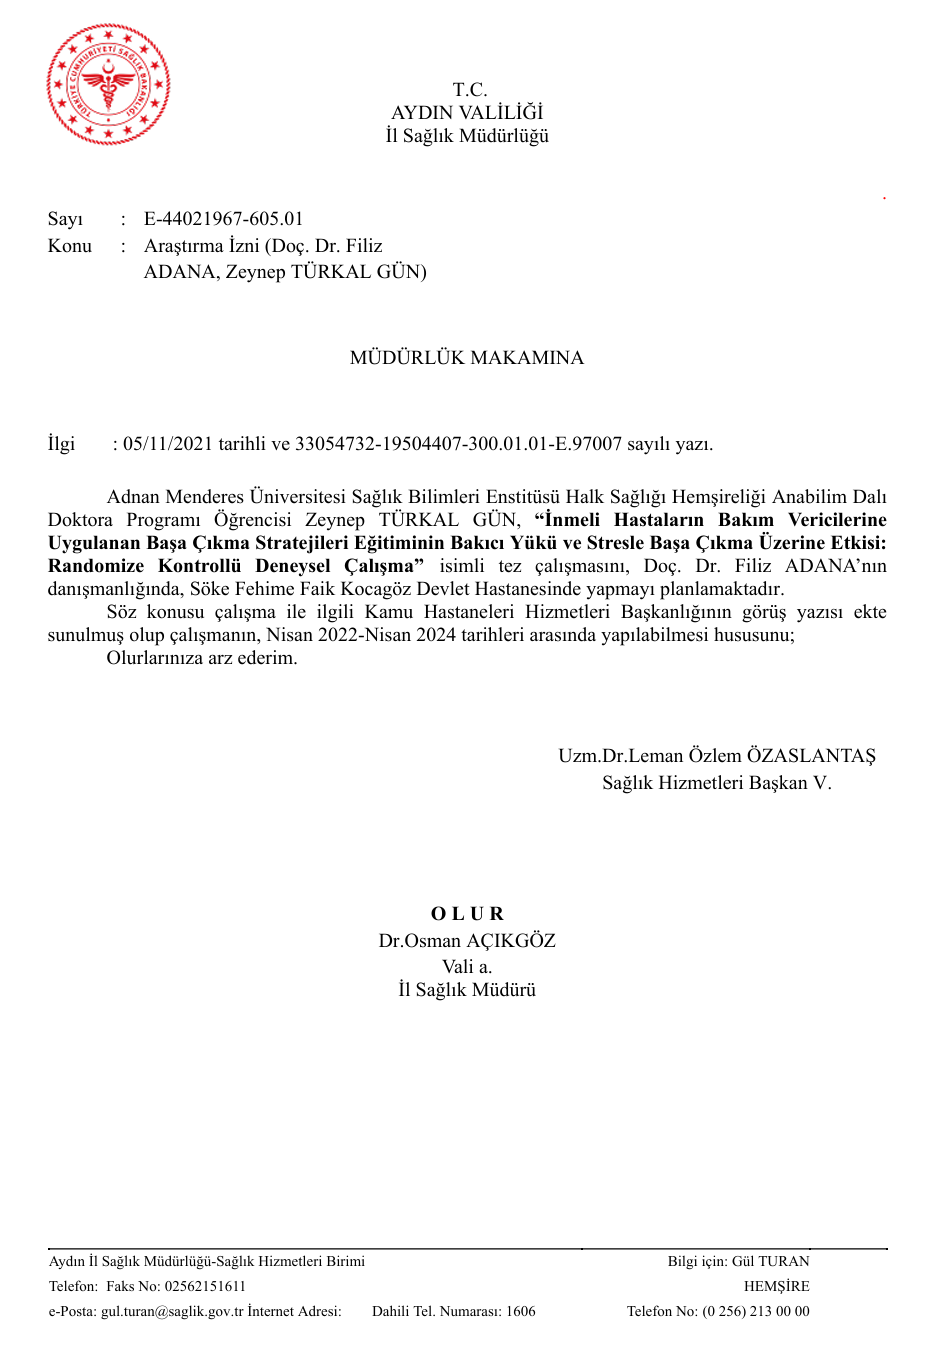 TÜRKİYE CUMHURİYETİ SAĞLIK BAKANLIĞI
T.C.
AYDIN VALİLİĞİ
İl Sağlık Müdürlüğü
Sayı : E-44021967-605.01
Konu : Araştırma İzni (Doç. Dr. Filiz
ADANA, Zeynep TÜRKAL GÜN)
MÜDÜRLÜK MAKAMINA
İlgi : 05/11/2021 tarihli ve 33054732-19504407-300.01.01-E.97007 sayılı yazı.
Adnan Menderes Üniversitesi Sağlık Bilimleri Enstitüsü Halk Sağlığı Hemşireliği Anabilim Dalı
Doktora Programı Öğrencisi Zeynep TÜRKAL GÜN, “İnmeli Hastaların Bakım Vericilerine
Uygulanan Başa Çıkma Stratejileri Eğitiminin Bakıcı Yükü ve Stresle Başa Çıkma Üzerine Etkisi:
Randomize Kontrollü Deneysel Çalışma” isimli tez çalışmasını, Doç. Dr. Filiz ADANA’nın
danışmanlığında, Söke Fehime Faik Kocagöz Devlet Hastanesinde yapmayı planlamaktadır.
Söz konusu çalışma ile ilgili Kamu Hastaneleri Hizmetleri Başkanlığının görüş yazısı ekte
sunulmuş olup çalışmanın, Nisan 2022-Nisan 2024 tarihleri arasında yapılabilmesi hususunu;
Olurlarınıza arz ederim.
Uzm.Dr.Leman Özlem ÖZASLANTAŞ
Sağlık Hizmetleri Başkan V.
O L U R
Dr.Osman AÇIKGÖZ
Vali a.
İl Sağlık Müdürü
Aydın İl Sağlık Müdürlüğü-Sağlık Hizmetleri Birimi Bilgi için: Gül TURAN
Telefon: Faks No: 02562151611 HEMŞİRE
e-Posta: gul.turan@saglik.gov.tr İnternet Adresi: Dahili Tel. Numarası: 1606 Telefon No: (0 256) 213 00 00